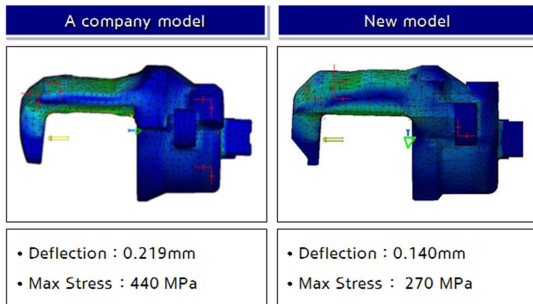 A company model
New model
• Deflection : 0.219mm
• Max Stress : 440 MPa
• Deflection : 0.140mm
• Max Stress : 270 MPa